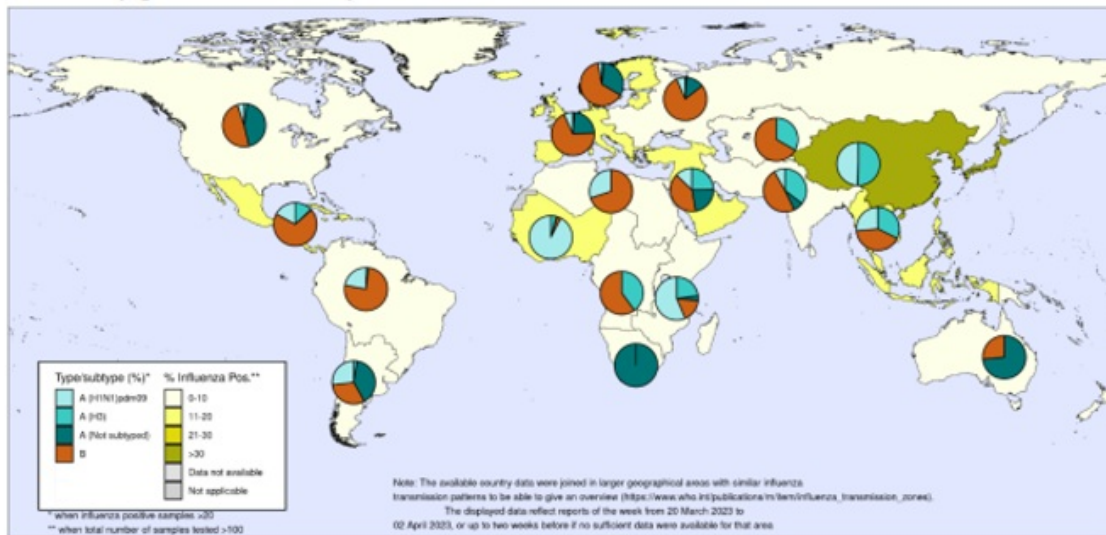 Type/subtype (%)*
A (H1N1)pdm09
A (H3)
A (Not subtyped)
B
% Influenza Pos.**
0-10
11-20
21-30
>30
Data not available
Not applicable
* when influenza positive samples >20
** when total number of samples tested >100
Note: The available country data were joined in larger geographical areas with similar influenza
transmission patterns to be able to give an overview (https://www.who.int/publications/m/item/influenza_transmission_zones).
The displayed data reflect reports of the week from 20 March 2023 to
02 April 2023, or up to two weeks before if no sufficient data were available for that area